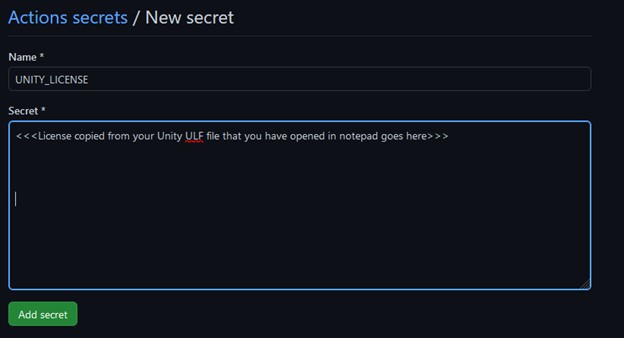 Actions secrets / New secret
Name *
UNITY_LICENSE
Secret *
<<<License copied from your Unity ULF file that you have opened in notepad goes here>>>
Add secret